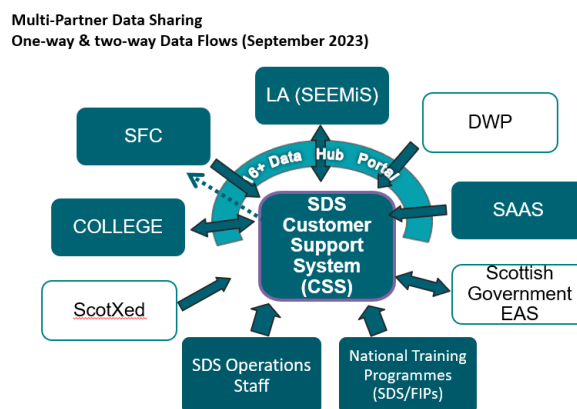 Multi-Partner Data Sharing
One-way & two-way Data Flows (September 2023)
LA (SEEMiS)
DWP
SFC
6+ Data Hub Portal
SDS
Customer
Support
System
(CSS)
COLLEGE
SAAS
ScotXed
Scottish
Government
EAS
SDS Operations
Staff
National Training
Programmes
(SDS/FIPs)